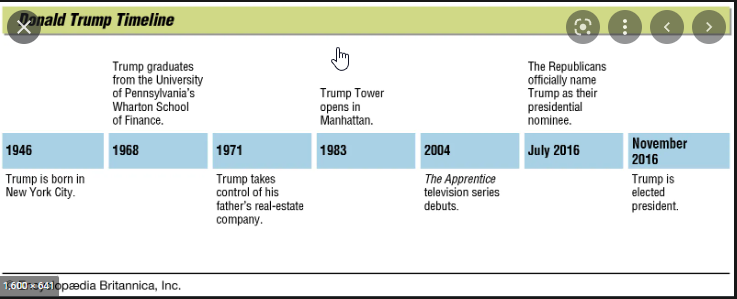 Donald Trump Timeline
Trump graduates
from the University
of Pennsylvania's
Wharton School
of Finance.
Trump Tower
opens in
Manhattan.
The Republicans
officially name
Trump as their
presidential
nominee.
1946
1968
1971
1983
2004
July 2016
November
2016
Trump is born in
New York City.
Trump takes
control of his
father's real-estate
company.
The Apprentice
television series
debuts.
Trump is
elected
president.
1,600 × 641
Encyclopædia Britannica, Inc.